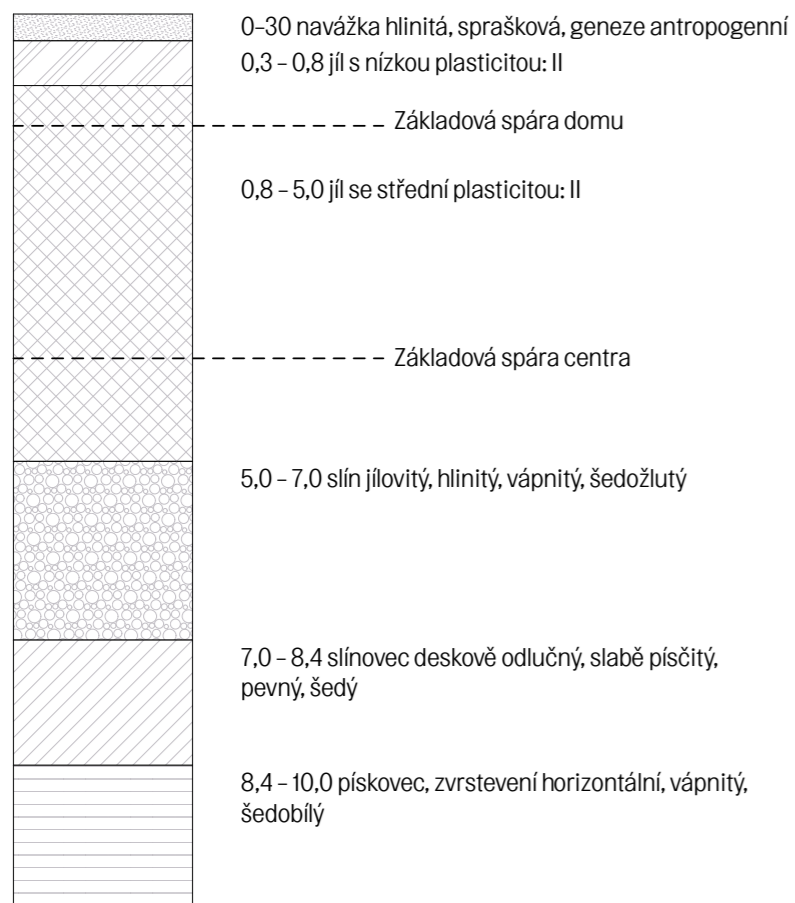 0–30 navážka hlinitá, sprašková, geneze antropogenní
0,3 – 0,8 jíl s nízkou plasticitou: II
Základová spára domu
0,8 – 5,0 jíl se střední plasticitou: II
Základová spára centra
5,0 – 7,0 slín jílovitý, hlinitý, vápnitý, šedožlutý
7,0 – 8,4 slínovec deskově odlučný, slabě písčitý,
pevný, šedý
8,4 – 10,0 pískovec, zvrstevení horizontální, vápnitý,
šedobílý